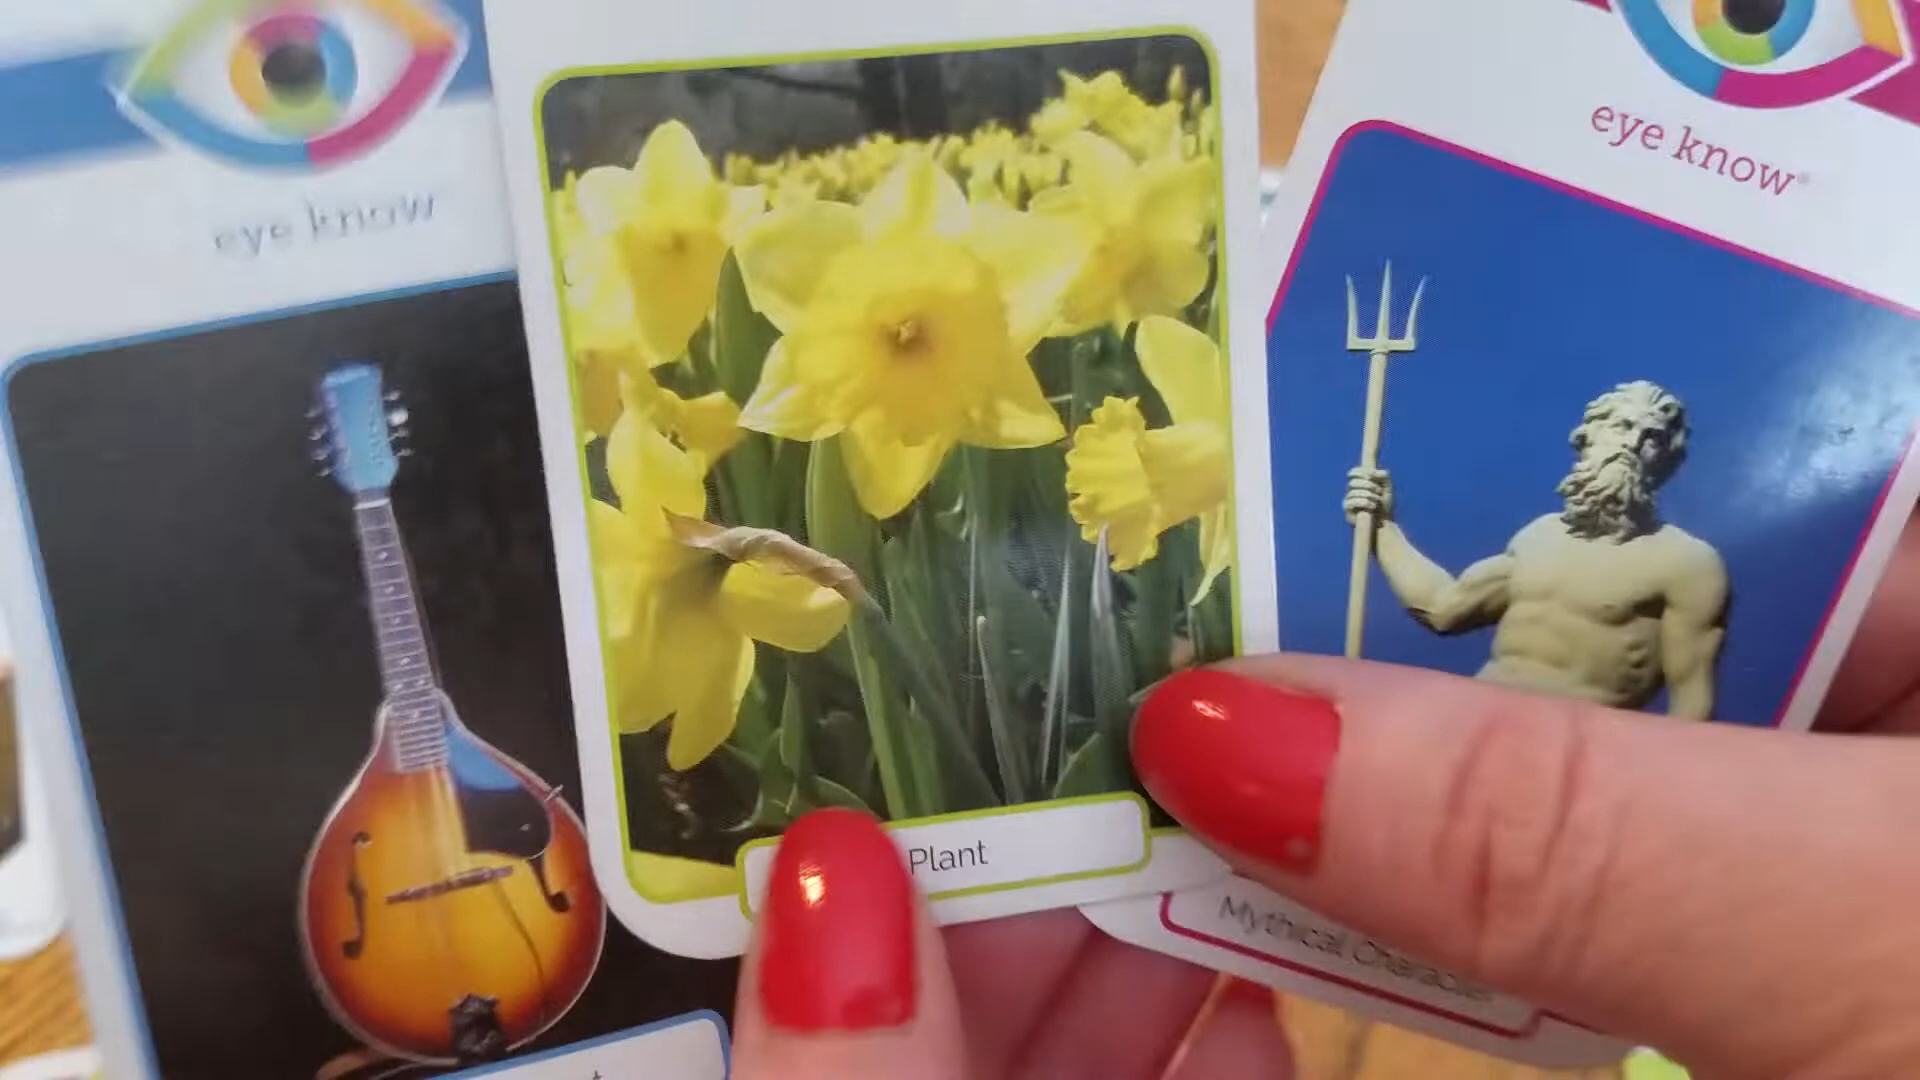 eye know
eye know®
Plant
Mythical Character